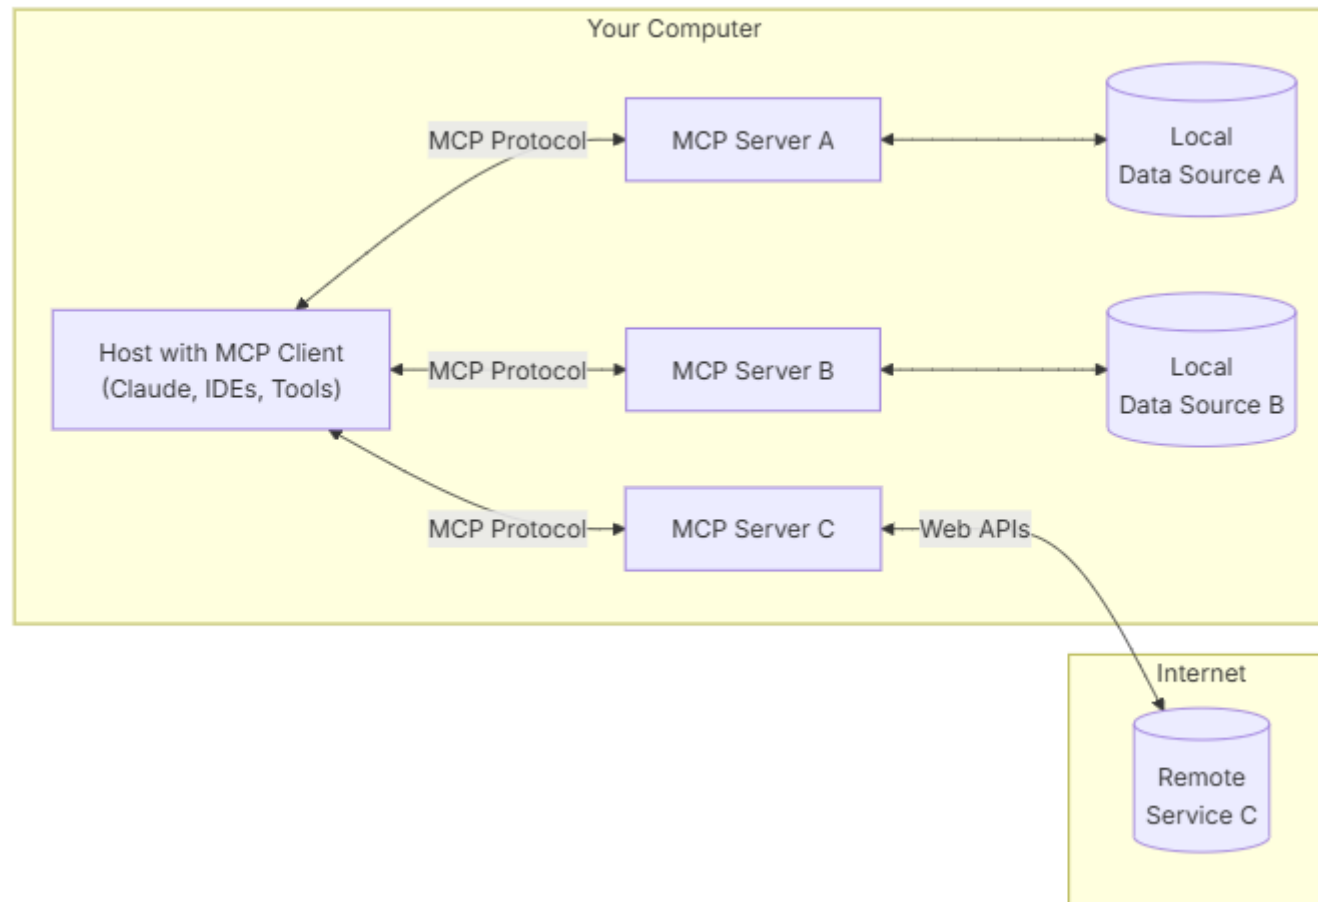 Your Computer
MCP Protocol
MCP Server A
Local
Data Source A
Host with MCP Client
(Claude, IDEs, Tools)
MCP Protocol
MCP Server B
Local
Data Source B
MCP Protocol
MCP Server C
Web APIs
Internet
Remote
Service C